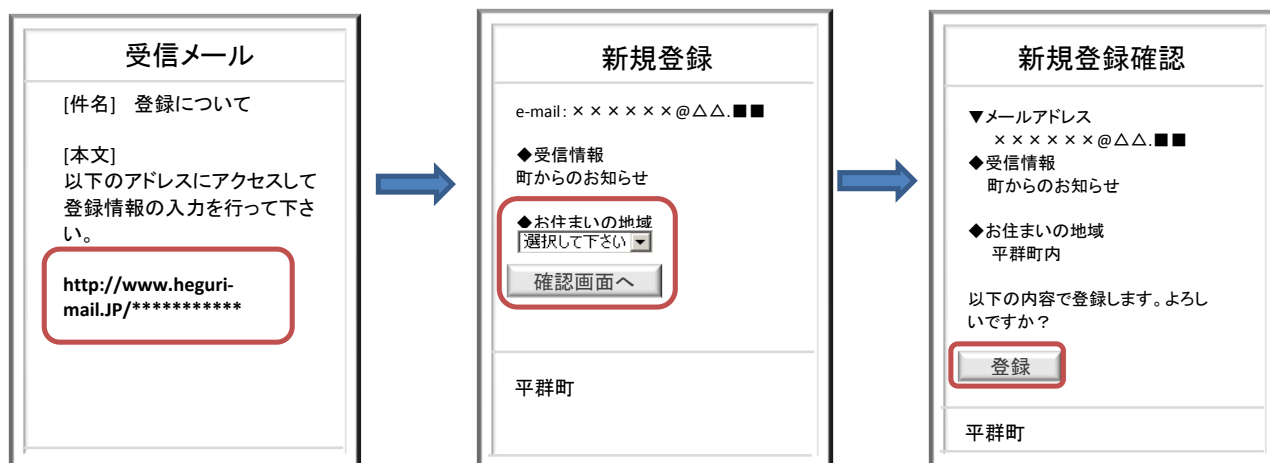 受信メール
[件名]　登録について
[本文]
以下のアドレスにアクセスして
登録情報の入力を行って下さ
い。
http://www.heguri-
mail.JP/***********
新規登録
e-mail：××××××@△△.■■
◆受信情報
町からのお知らせ
◆お住まいの地域
選択して下さい
確認画面へ
平群町
新規登録確認
▼メールアドレス
××××××@△△.■■
◆受信情報
町からのお知らせ
◆お住まいの地域
平群町内
以下の内容で登録します。よろし
いですか？
登録
平群町